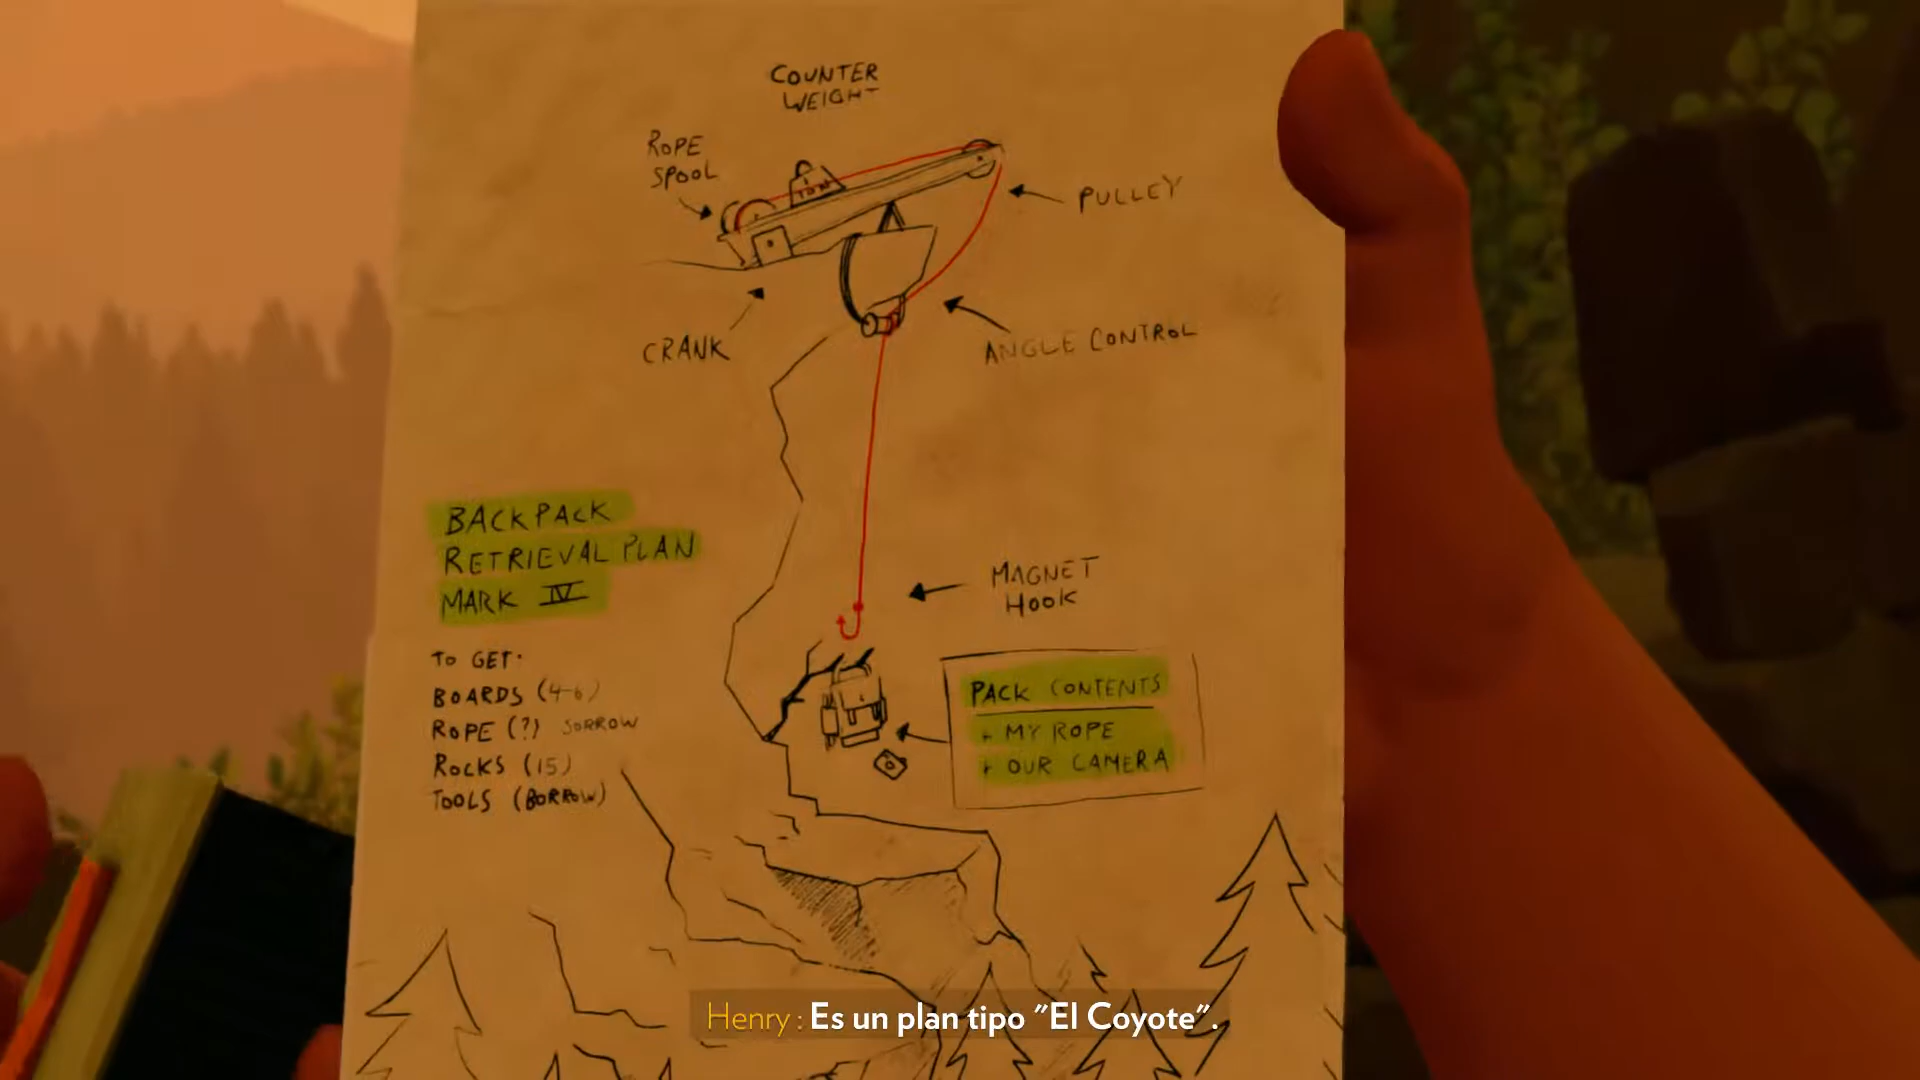 COUNTER
WEIGHT
ROPE
SPOOL
TON
PULLEY
CRANK
ANGLE CONTROL
BACKPACK
RETRIEVAL PLAN
MARK IV
MAGNET
HOOK
TO GET:
BOARDS (4-6)
ROPE (?) SORROW
ROCKS (15)
TOOLS (BORROW)
PACK CONTENTS
+ MY ROPE
+ OUR CAMERA
Henry: Es un plan tipo "El Coyote".